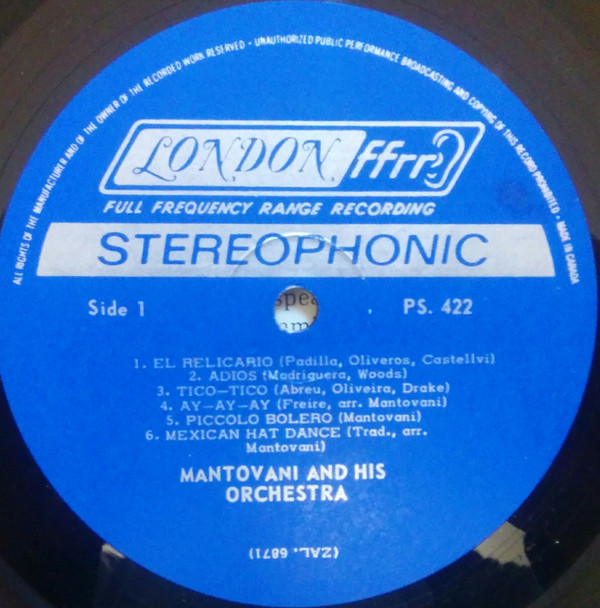 ALL RIGHTS OF THE MANUFACTURER AND OF THE OWNER OF THE RECORDED WORK RESERVED - UNAUTHORIZED PUBLIC PERFORMANCE BROADCASTING AND COPYING OF THIS RECORD PROHIBITED - MADE IN CANADA
LONDON ffrr
FULL FREQUENCY RANGE RECORDING
STEREOPHONIC
Side 1
PS. 422
1. EL RELICARIO (Padilla, Oliveros, Castellvi)
2. ADIOS (Madriguera, Woods)
3. TICO—TICO (Abreu, Oliveira, Drake)
4. AY—AY—AY (Freire, arr. Mantovani)
5. PICCOLO BOLERO (Mantovani)
6. MEXICAN HAT DANCE (Trad., arr.
Mantovani)
MANTOVANI AND HIS
ORCHESTRA
(ZAL. 6871)